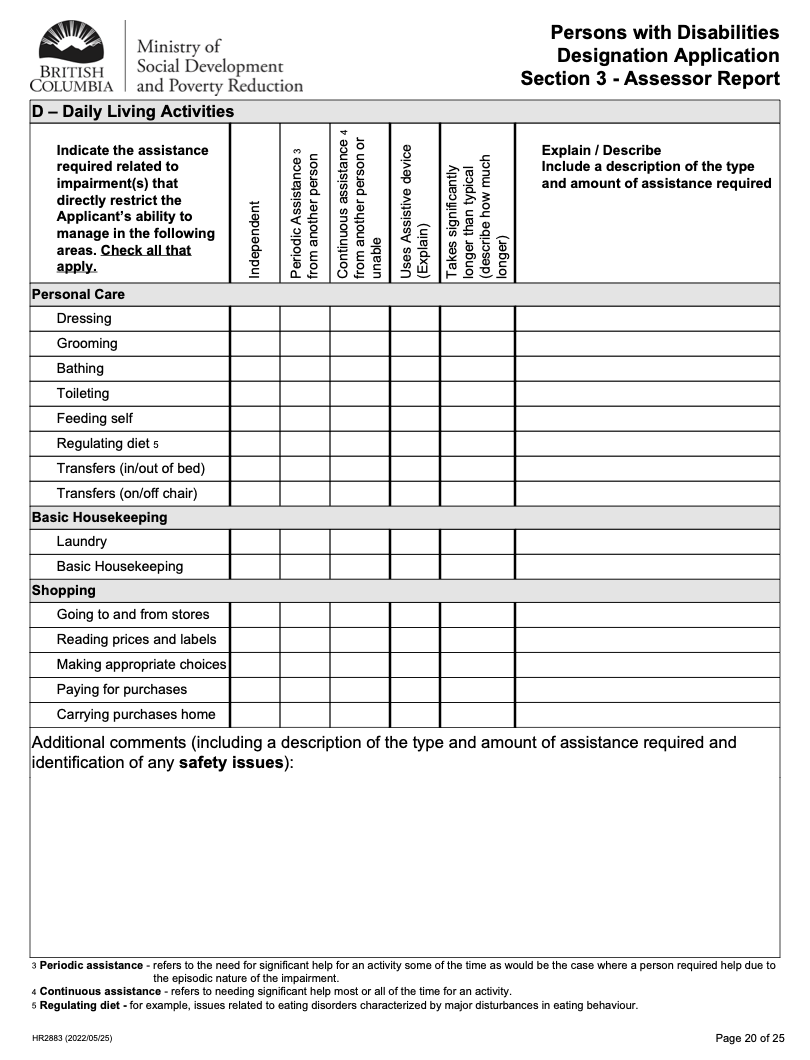 BRITISH
COLUMBIA
Ministry of
Social Development
and Poverty Reduction
Persons with Disabilities
Designation Application
Section 3 - Assessor Report
D – Daily Living Activities
Indicate the assistance
required related to
impairment(s) that
directly restrict the
Applicant's ability to
manage in the following
areas. Check all that
apply.
Independent
Periodic Assistance 3
from another person
Continuous assistance 4
from another person or
unable
Uses Assistive device
(Explain)
Takes significantly
longer than typical
(describe how much
longer)
Explain / Describe
Include a description of the type
and amount of assistance required
Personal Care
Dressing
Grooming
Bathing
Toileting
Feeding self
Regulating diet 5
Transfers (in/out of bed)
Transfers (on/off chair)
Basic Housekeeping
Laundry
Basic Housekeeping
Shopping
Going to and from stores
Reading prices and labels
Making appropriate choices
Paying for purchases
Carrying purchases home
Additional comments (including a description of the type and amount of assistance required and
identification of any safety issues):
3 Periodic assistance - refers to the need for significant help for an activity some of the time as would be the case where a person required help due to
the episodic nature of the impairment.
4 Continuous assistance - refers to needing significant help most or all of the time for an activity.
5 Regulating diet - for example, issues related to eating disorders characterized by major disturbances in eating behaviour.
HR2883 (2022/05/25)
Page 20 of 25